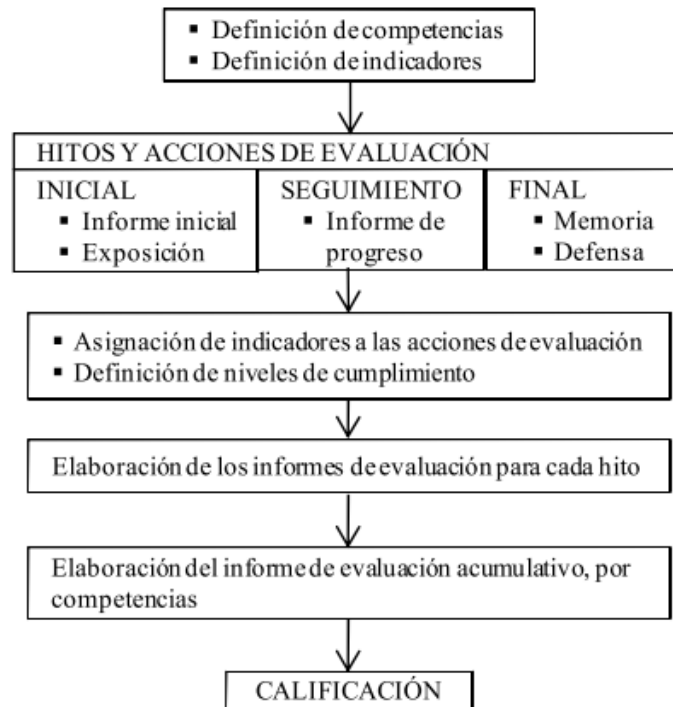 ▪ Definición de competencias
▪ Definición de indicadores
HITOS Y ACCIONES DE EVALUACIÓN
INICIAL
▪ Informe inicial
▪ Exposición
SEGUIMIENTO
▪ Informe de
progreso
FINAL
▪ Memoria
▪ Defensa
▪ Asignación de indicadores a las acciones de evaluación
▪ Definición de niveles de cumplimiento
Elaboración de los informes de evaluación para cada hito
Elaboración del informe de evaluación acumulativo, por
competencias
CALIFICACIÓN